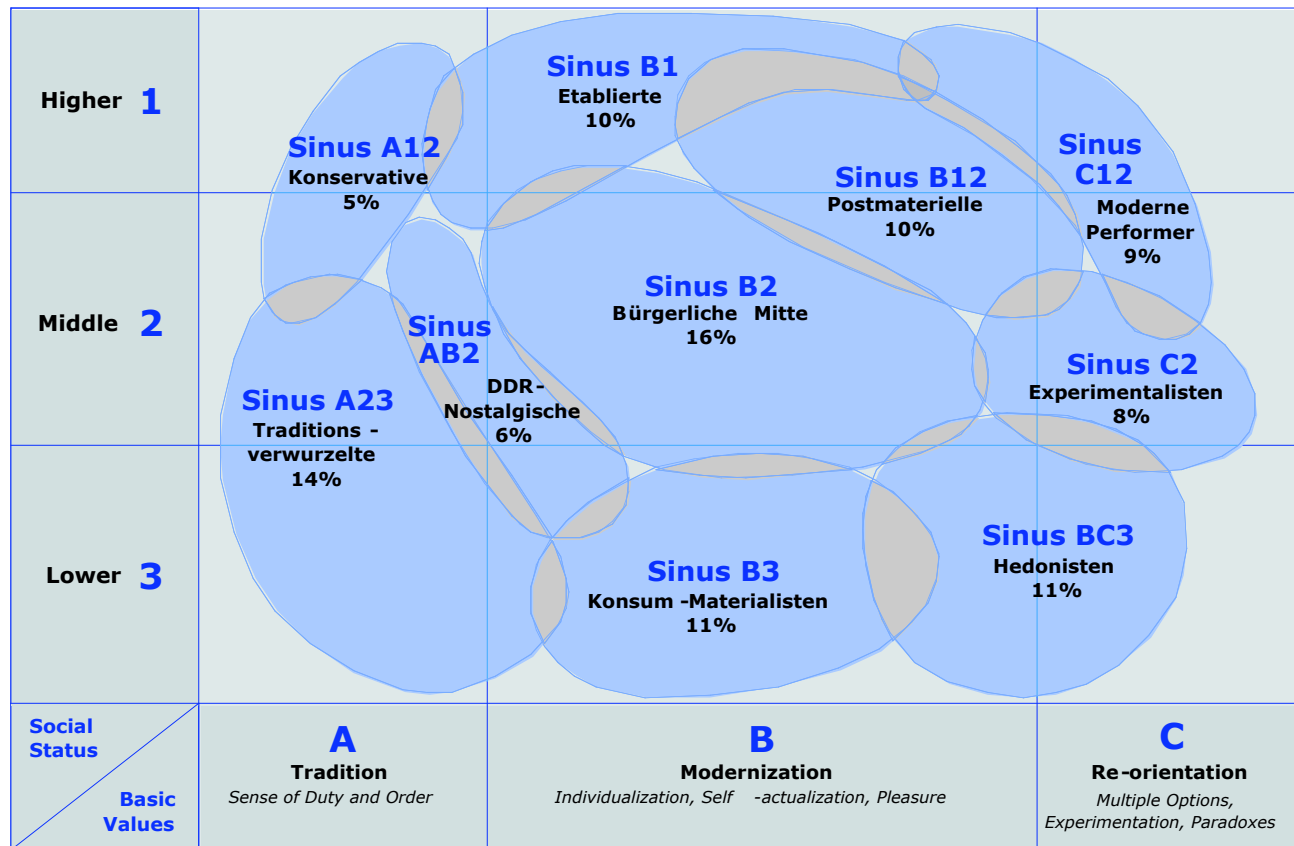 Higher 1
Sinus B1
Etablierte
10%
Sinus A12
Konservative
5%
Sinus B12
Postmaterielle
10%
Sinus
C12
Moderne
Performer
9%
Middle 2
Sinus B2
Bürgerliche Mitte
16%
Sinus
AB2
DDR-
Nostalgische
6%
Sinus C2
Experimentalisten
8%
Sinus A23
Traditions -
verwurzelte
14%
Lower 3
Sinus B3
Konsum -Materialisten
11%
Sinus BC3
Hedonisten
11%
Social
Status
Basic
Values
A
Tradition
Sense of Duty and Order
B
Modernization
Individualization, Self -actualization, Pleasure
C
Re-orientation
Multiple Options,
Experimentation, Paradoxes